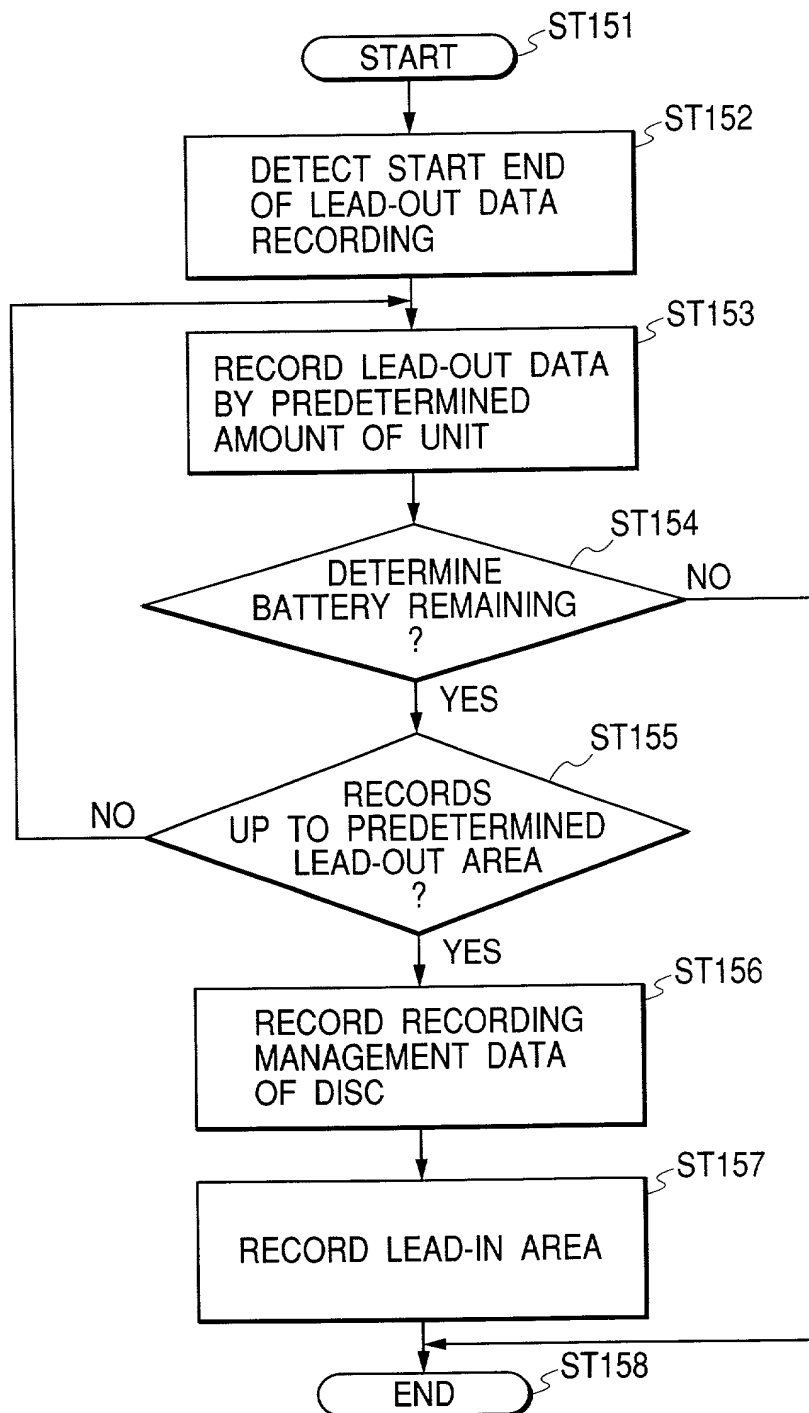 START
ST151
ST152
DETECT START END
OF LEAD-OUT DATA
RECORDING
ST153
RECORD LEAD-OUT DATA
BY PREDETERMINED
AMOUNT OF UNIT
ST154
DETERMINE
BATTERY REMAINING
?
NO
YES
ST155
RECORDS
UP TO PREDETERMINED
LEAD-OUT AREA
?
NO
YES
ST156
RECORD RECORDING
MANAGEMENT DATA
OF DISC
ST157
RECORD LEAD-IN AREA
ST158
END